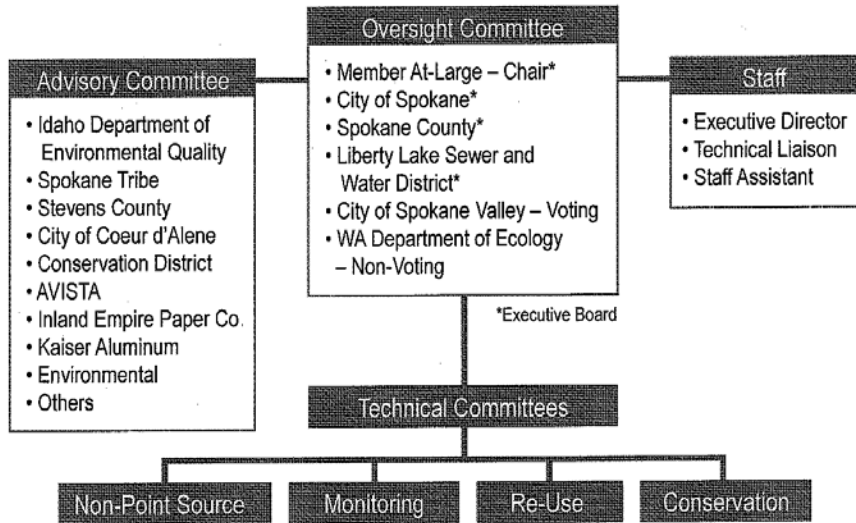 Oversight Committee
• Member At-Large – Chair*
• City of Spokane*
• Spokane County*
• Liberty Lake Sewer and
Water District*
• City of Spokane Valley – Voting
• WA Department of Ecology
– Non-Voting
*Executive Board
Advisory Committee
• Idaho Department of
Environmental Quality
• Spokane Tribe
• Stevens County
• City of Coeur d'Alene
• Conservation District
• AVISTA
• Inland Empire Paper Co.
• Kaiser Aluminum
• Environmental
• Others
Staff
• Executive Director
• Technical Liaison
• Staff Assistant
Technical Committees
Non-Point Source
Monitoring
Re-Use
Conservation